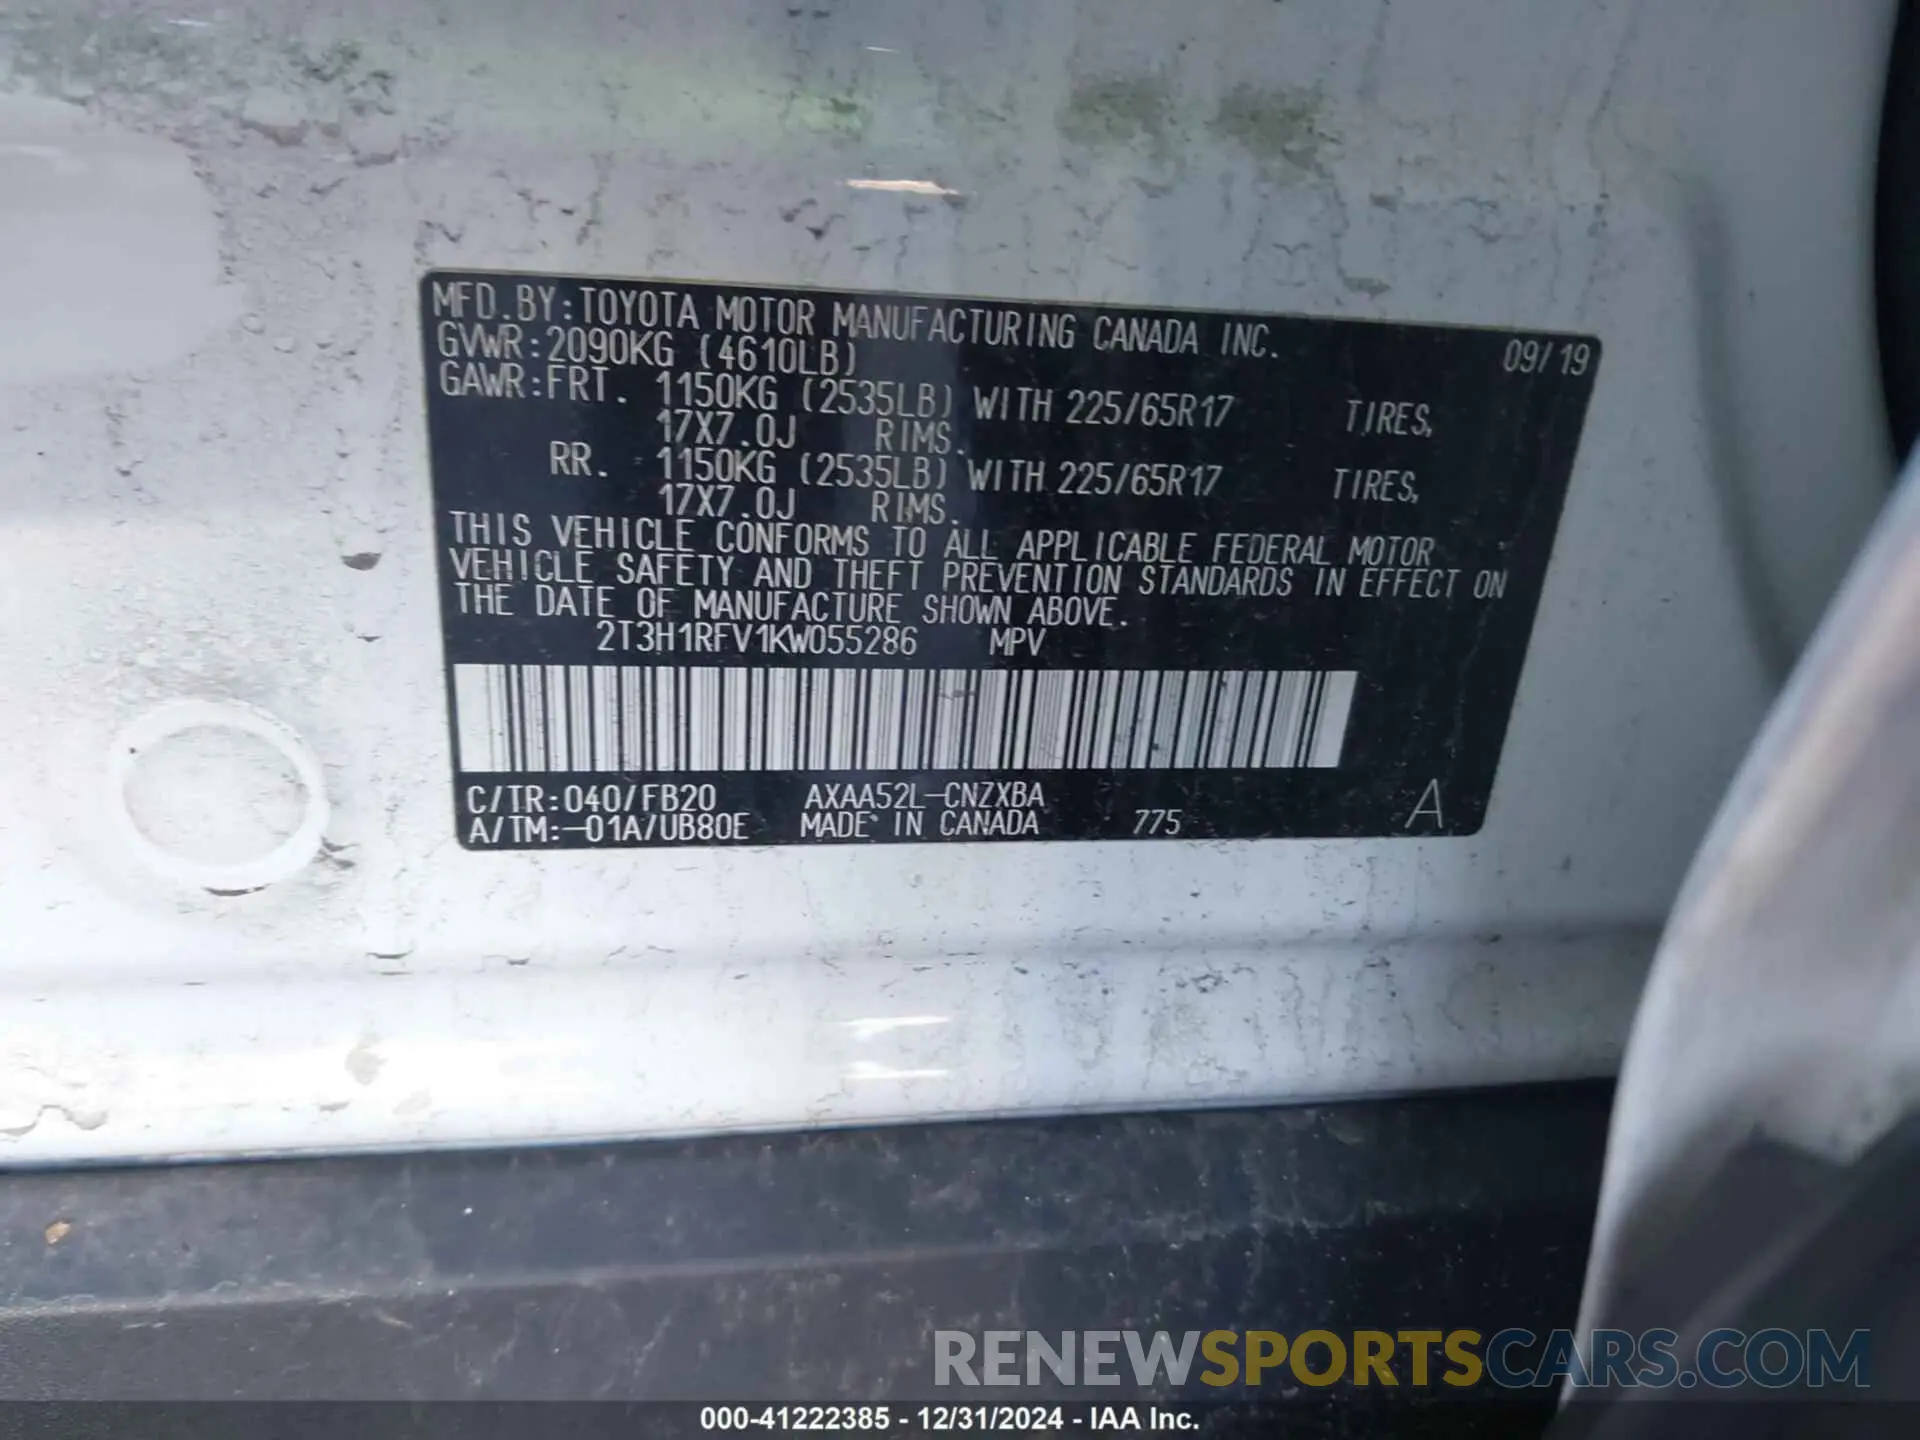 MFD.BY:TOYOTA MOTOR MANUFACTURING CANADA INC.
GVWR:2090KG (4610LB) 09/19
GAWR:FRT. 1150KG (2535LB) WITH 225/65R17 TIRES,
17X7.0J RIMS.
RR. 1150KG (2535LB) WITH 225/65R17 TIRES,
17X7.0J RIMS.
THIS VEHICLE CONFORMS TO ALL APPLICABLE FEDERAL MOTOR
VEHICLE SAFETY AND THEFT PREVENTION STANDARDS IN EFFECT ON
THE DATE OF MANUFACTURE SHOWN ABOVE.
2T3H1RFV1KW055286 MPV
C/TR:040/FB20 AXAA52L-CNZXBA
A/TM:-01A/UB80E MADE IN CANADA 775 A
RENEWSPORTSCARS.COM
000-41222385 - 12/31/2024 - IAA Inc.